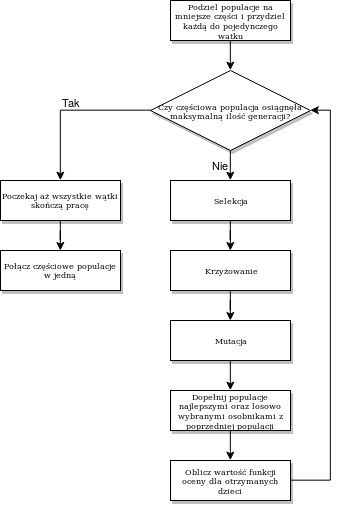 Podziel populacje na
mniejsze części i przydziel
każdą do pojedynczego
wątku
Czy częściowa populacja osiągnęła
maksymalną ilość generacji?
Tak
Nie
Poczekaj aż wszystkie wątki
skończą pracę
Połącz częściowe populacje
w jedną
Selekcja
Krzyżowanie
Mutacja
Dopełnij populacje
najlepszymi oraz losowo
wybranymi osobnikami z
poprzedniej populacji
Oblicz wartość funkcji
oceny dla otrzymanych
dzieci